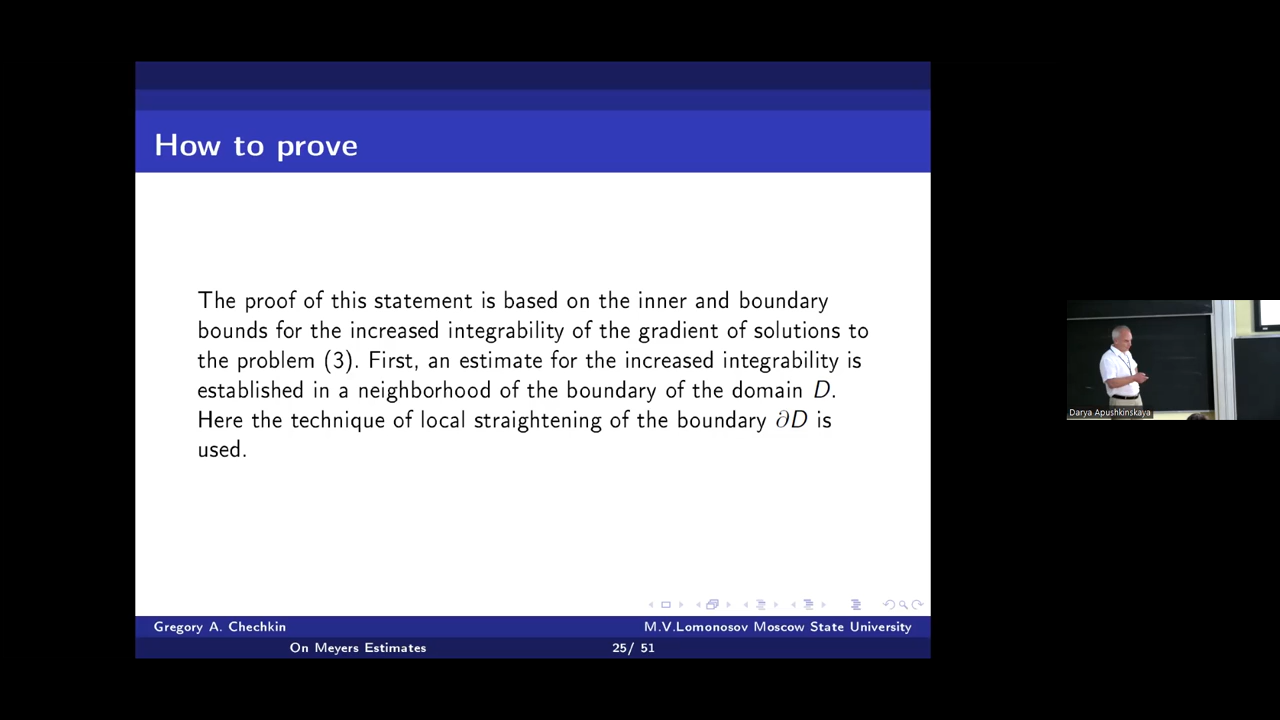 How to prove
The proof of this statement is based on the inner and boundary
bounds for the increased integrability of the gradient of solutions to
the problem (3). First, an estimate for the increased integrability is
established in a neighborhood of the boundary of the domain D.
Here the technique of local straightening of the boundary ∂D is
used.
Gregory A. Chechkin
M.V.Lomonosov Moscow State University
On Meyers Estimates
25/ 51
Darya Apushkinskaya